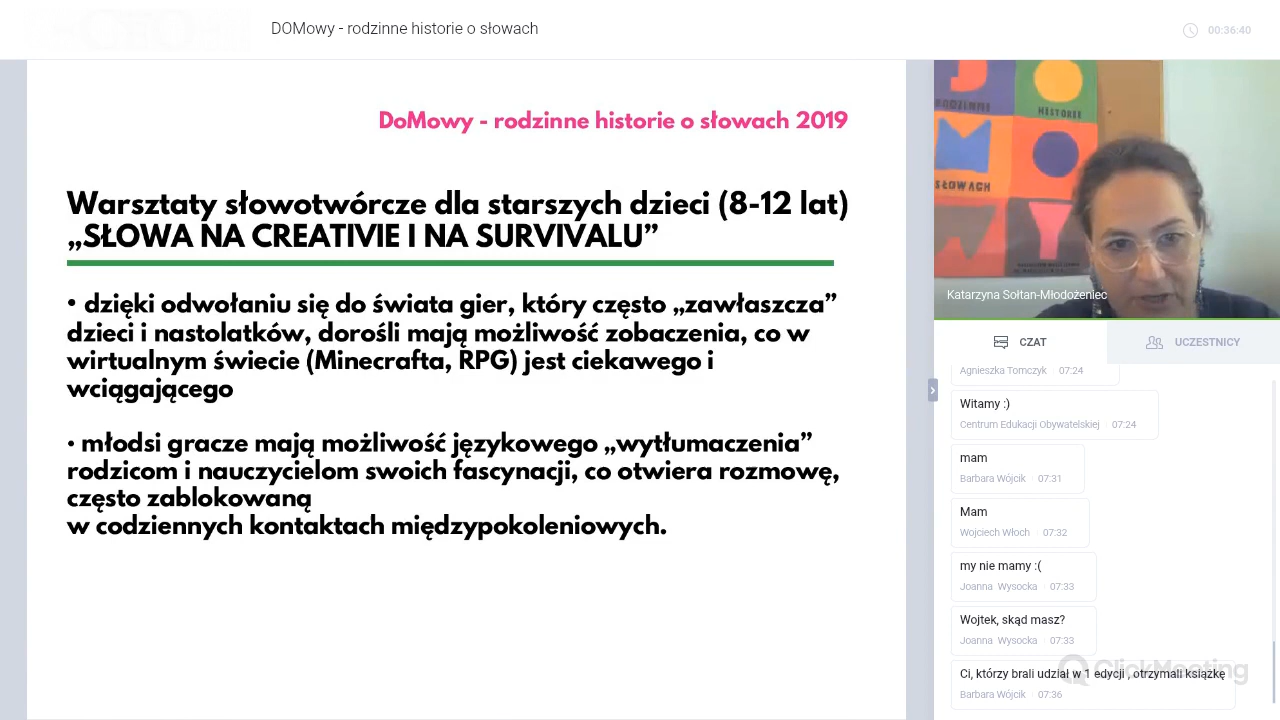 DOMowy - rodzinne historie o słowach
00:36:40
DoMowy - rodzinne historie o słowach 2019
Warsztaty słowotwórcze dla starszych dzieci (8-12 lat)
„SŁOWA NA CREATIVIE I NA SURVIVALU”
• dzięki odwołaniu się do świata gier, który często „zawłaszcza”
dzieci i nastolatków, dorośli mają możliwość zobaczenia, co w
wirtualnym świecie (Minecrafta, RPG) jest ciekawego i
wciągającego
• młodsi gracze mają możliwość językowego „wytłumaczenia”
rodzicom i nauczycielom swoich fascynacji, co otwiera rozmowę,
często zablokowaną
w codziennych kontaktach międzypokoleniowych.
RODZINNE
HISTORIE
SŁOWACH
Katarzyna Sołtan-Młodożeniec
CZAT
UCZESTNICY
Agnieszka Tomczyk 07:24
Witamy :)
Centrum Edukacji Obywatelskiej 07:24
mam
Barbara Wójcik 07:31
Mam
Wojciech Włoch 07:32
my nie mamy :(
Joanna Wysocka 07:33
Wojtek, skąd masz?
Joanna Wysocka 07:33
Ci, którzy brali udział w 1 edycji , otrzymali książkę
Barbara Wójcik 07:36
ClickMeeting